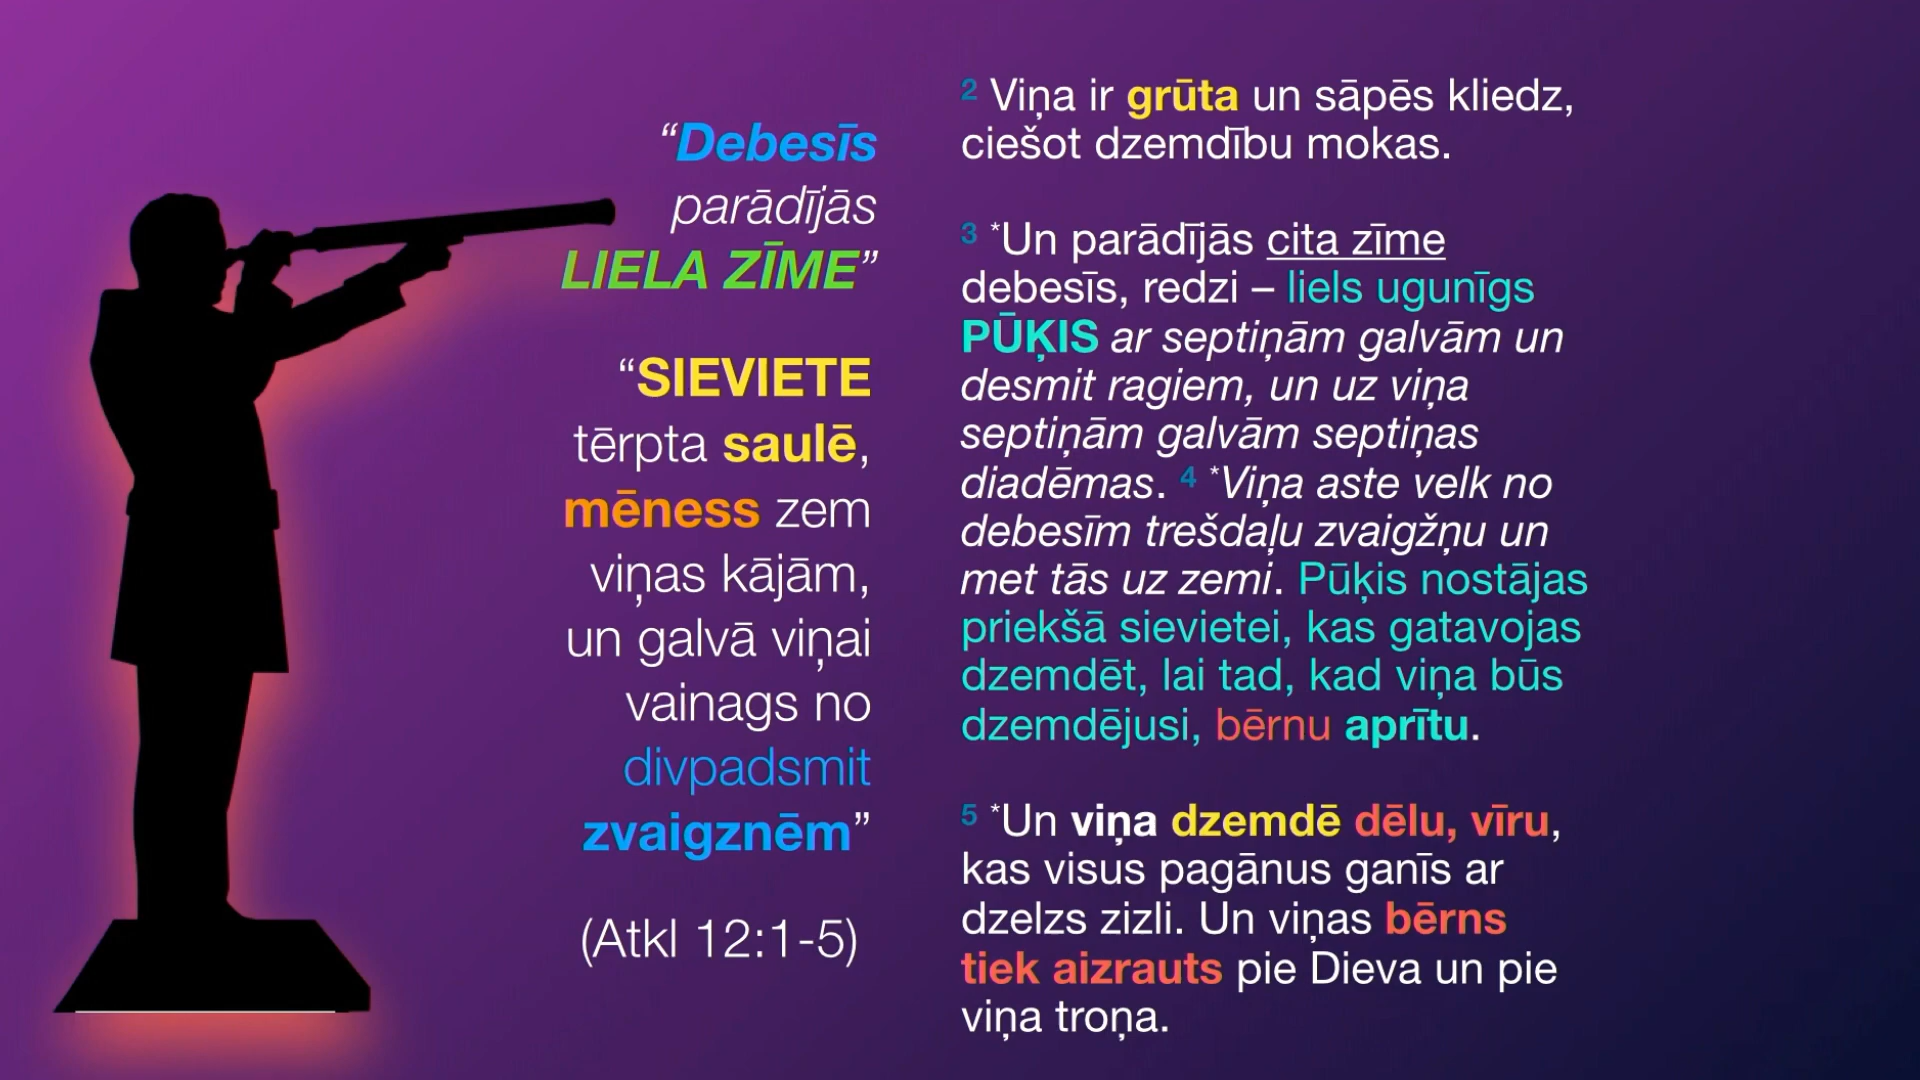 “Debesīs
parādījās
LIELA ZĪME”
“SIEVIETE
tērpta saulē,
mēness zem
viņas kājām,
un galvā viņai
vainags no
divpadsmit
zvaigznēm”
(Atkl 12:1-5)
2 Viņa ir grūta un sāpēs kliedz,
ciešot dzemdību mokas.
3 *Un parādījās cita zīme
debesīs, redzi – liels ugunīgs
PŪĶIS ar septiņām galvām un
desmit ragiem, un uz viņa
septiņām galvām septiņas
diadēmas. 4 *Viņa aste velk no
debesīm trešdaļu zvaigžņu un
met tās uz zemi. Pūķis nostājas
priekšā sievietei, kas gatavojas
dzemdēt, lai tad, kad viņa būs
dzemdējusi, bērnu aprītu.
5 *Un viņa dzemdē dēlu, vīru,
kas visus pagānus ganīs ar
dzelzs zizli. Un viņas bērns
tiek aizrauts pie Dieva un pie
viņa troņa.